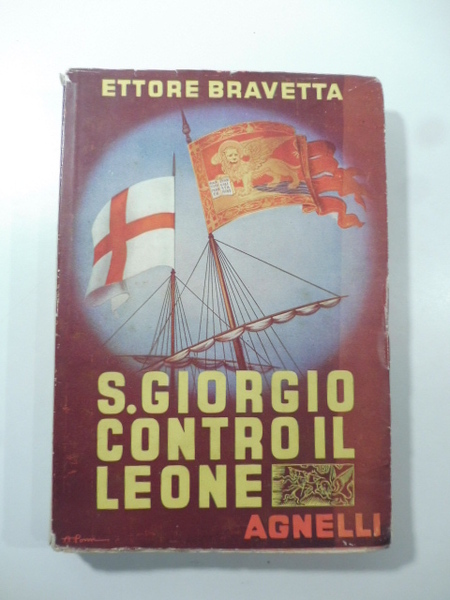 ETTORE BRAVETTA
S.GIORGIO
CONTRO IL
LEONE
AGNELLI